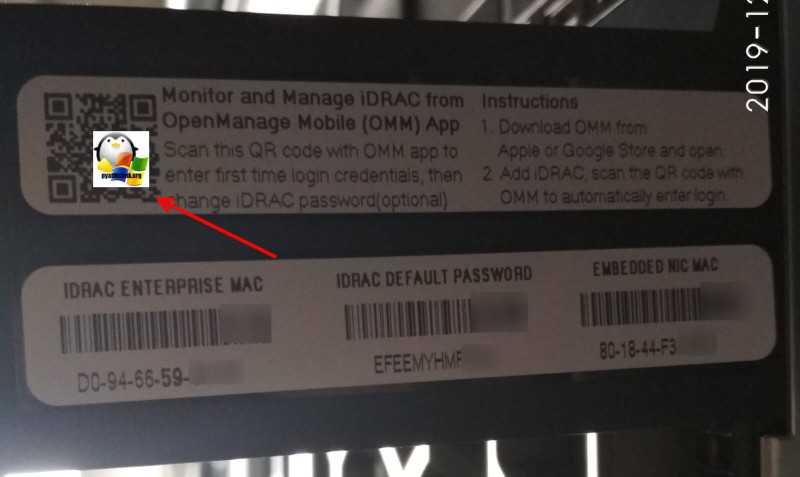 2019-12
Monitor and Manage iDRAC from
OpenManage Mobile (OMM) App
Scan this QR code with OMM app to
enter first time login credentials, then
change iDRAC password(optional)
Instructions
1. Download OMM from
Apple or Google Store and open.
2. Add iDRAC, scan the QR code with
OMM to automatically enter login.
pyatilistnik.org
IDRAC ENTERPRISE MAC
D0-94-66-59-
IDRAC DEFAULT PASSWORD
EFEEMYHMF
EMBEDDED NIC MAC
80-18-44-F3